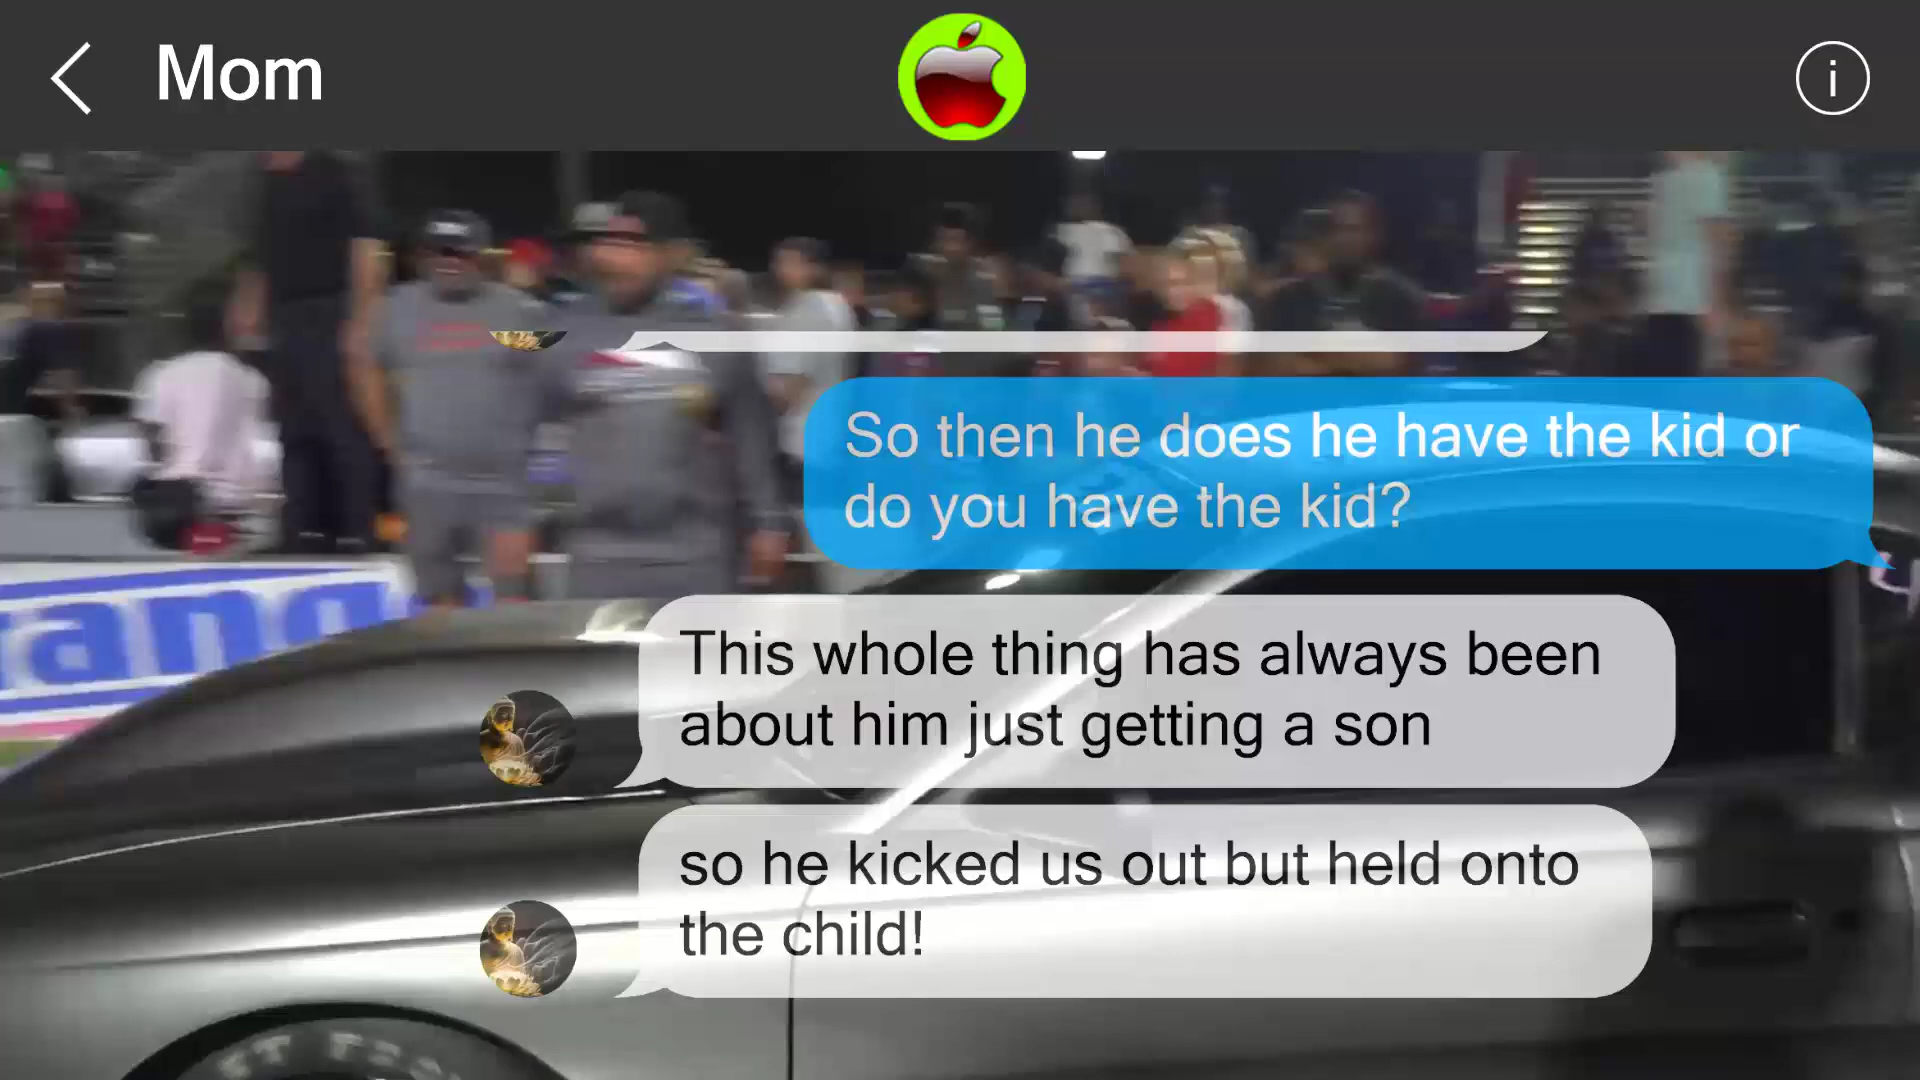 Mom
So then he does he have the kid or
do you have the kid?
This whole thing has always been
about him just getting a son
so he kicked us out but held onto
the child!